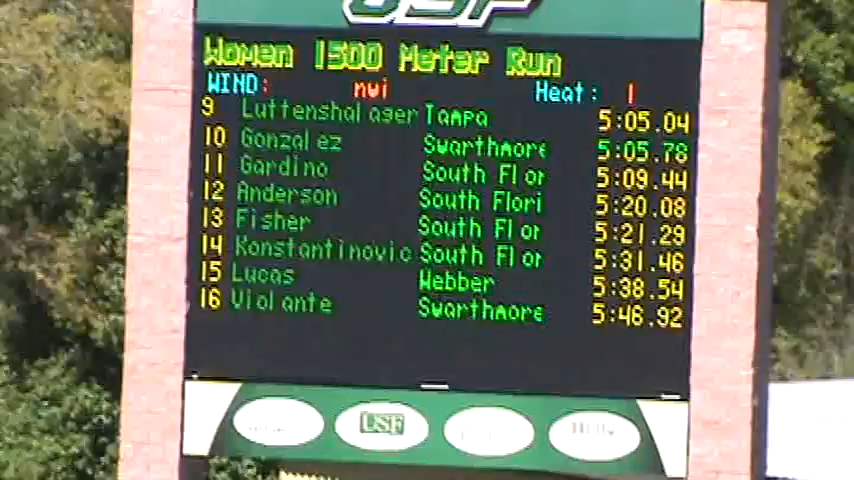 USF
Women 1500 Meter Run
WIND: nwi Heat: 1
9 Luttenshalager Tampa 5:05.04
10 Gonzalez Swarthmore 5:05.78
11 Gardino South Flor 5:09.44
12 Anderson South Flori 5:20.08
13 Fisher South Flor 5:21.29
14 Konstantinovic South Flor 5:31.46
15 Lucas Webber 5:38.54
16 Violante Swarthmore 5:46.92
USF